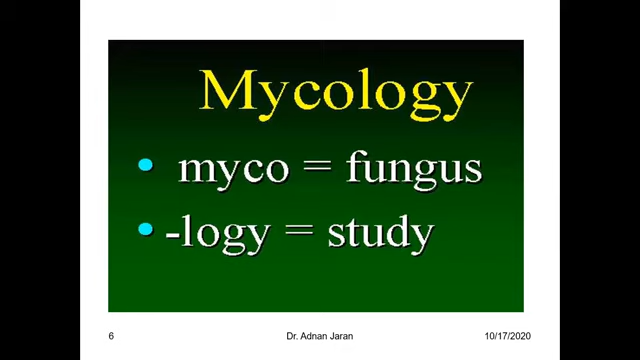 Mycology
• myco = fungus
• -logy = study
6 Dr. Adnan Jaran 10/17/2020